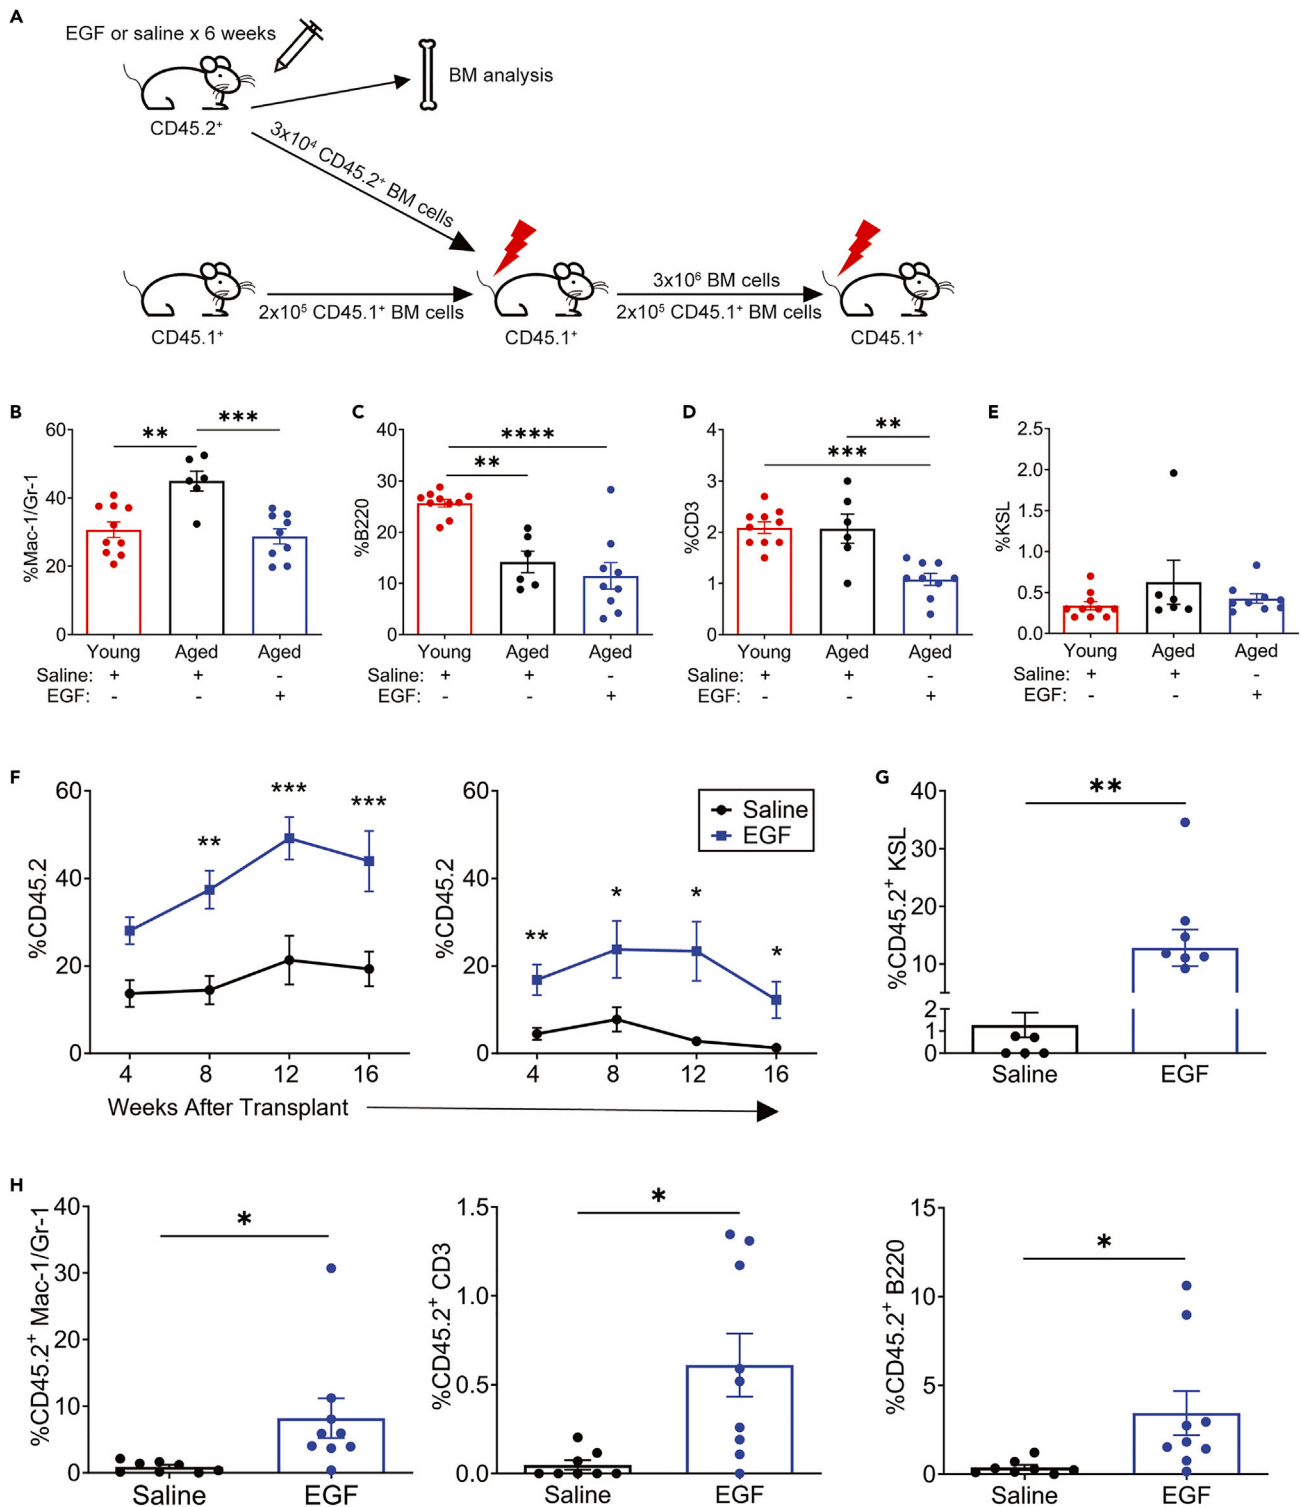 A
EGF or saline x 6 weeks
BM analysis
CD45.2⁺
3x10⁴ CD45.2⁺ BM cells
3x10⁶ BM cells
2x10⁵ CD45.1⁺ BM cells
2x10⁵ CD45.1⁺ BM cells
CD45.1⁺
CD45.1⁺
CD45.1⁺
B
%Mac-1/Gr-1
60
40
20
0
**
***
Young Aged Aged
Saline: + + -
EGF: - - +
C
%B220
40
30
20
10
0
****
**
Young Aged Aged
Saline: + + -
EGF: - - +
D
%CD3
4
3
2
1
0
**
***
Young Aged Aged
Saline: + + -
EGF: - - +
E
%KSL
2.5
2.0
1.5
1.0
0.5
0.0
Young Aged Aged
Saline: + + -
EGF: - - +
F
%CD45.2
60
40
20
0
**
***
***
4 8 12 16
%CD45.2
60
40
20
0
**
*
*
*
4 8 12 16
Saline
EGF
Weeks After Transplant
G
%CD45.2⁺ KSL
40
30
20
10
2
1
0
**
Saline EGF
H
%CD45.2⁺ Mac-1/Gr-1
40
30
20
10
0
*
Saline EGF
%CD45.2⁺ CD3
1.5
1.0
0.5
0.0
*
Saline EGF
%CD45.2⁺ B220
15
10
5
0
*
Saline EGF